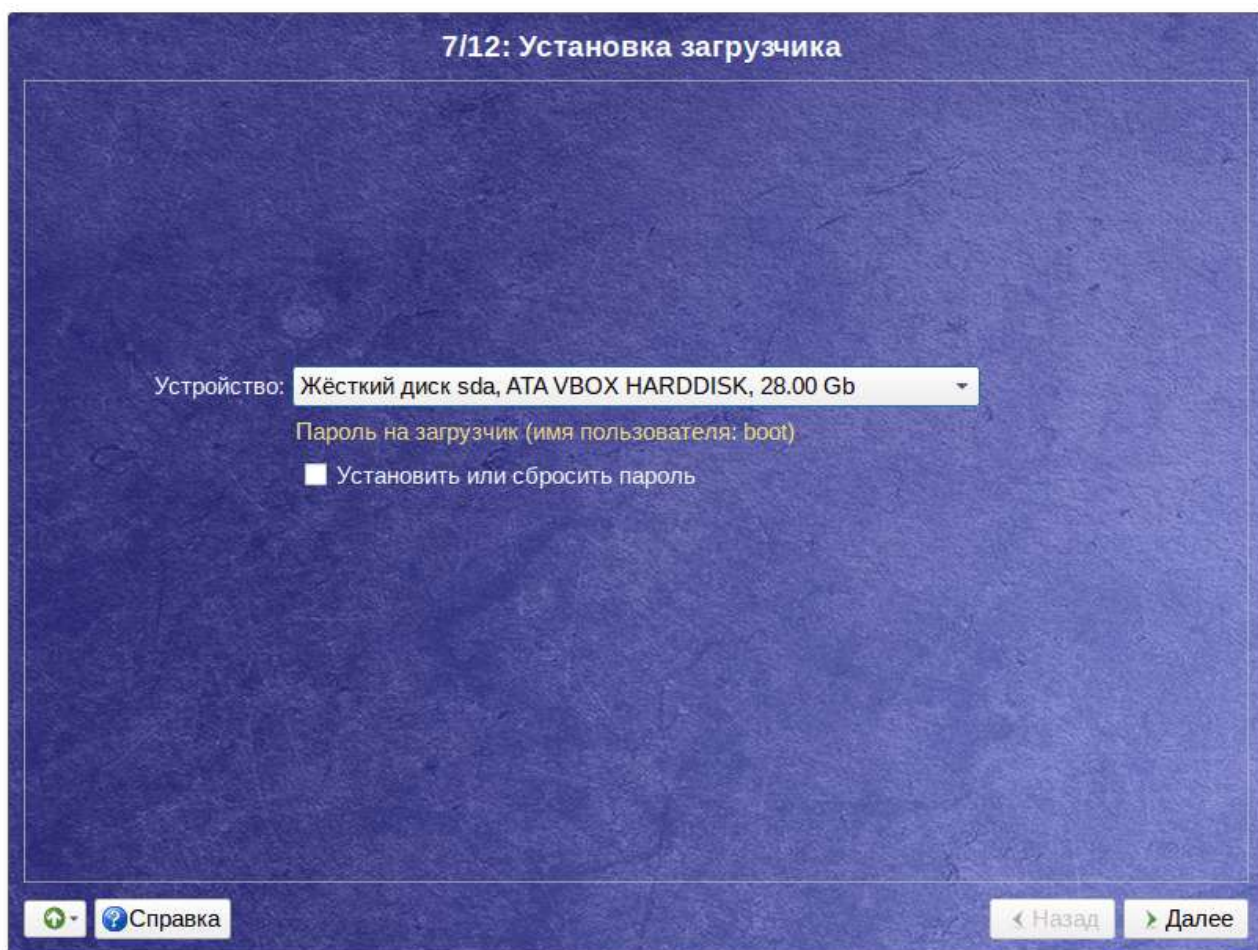 7/12: Установка загрузчика
Устройство: Жёсткий диск sda, ATA VBOX HARDDISK, 28.00 Gb
Пароль на загрузчик (имя пользователя: boot)
Установить или сбросить пароль
Справка Назад Далее